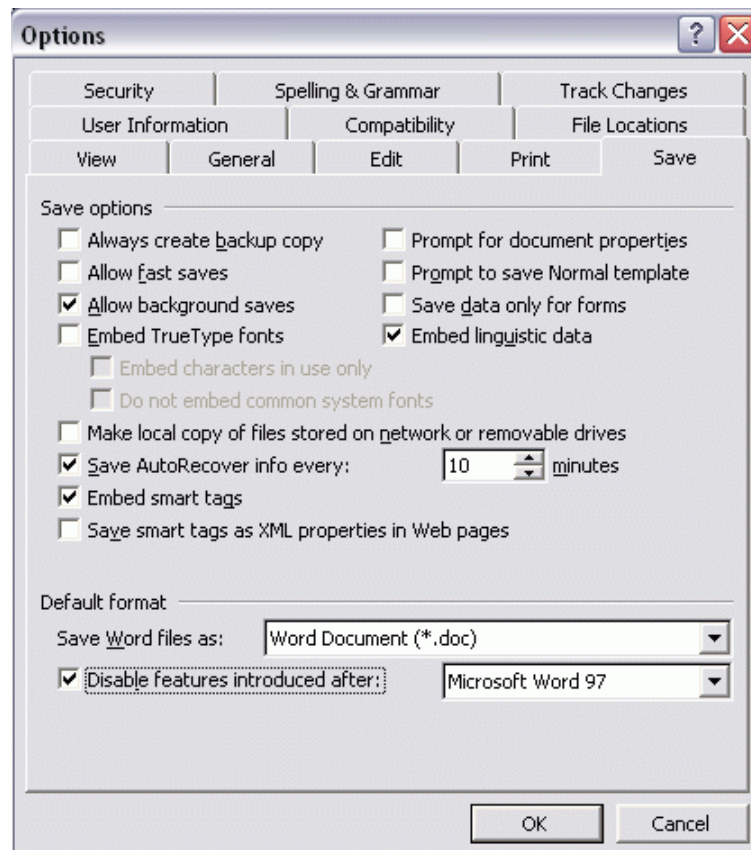 Options
Security Spelling & Grammar Track Changes
User Information Compatibility File Locations
View General Edit Print Save
Save options
Always create backup copy Prompt for document properties
Allow fast saves Prompt to save Normal template
Allow background saves Save data only for forms
Embed TrueType fonts Embed linguistic data
Embed characters in use only
Do not embed common system fonts
Make local copy of files stored on network or removable drives
Save AutoRecover info every: 10 minutes
Embed smart tags
Save smart tags as XML properties in Web pages
Default format
Save Word files as: Word Document (*.doc)
Disable features introduced after: Microsoft Word 97
OK Cancel